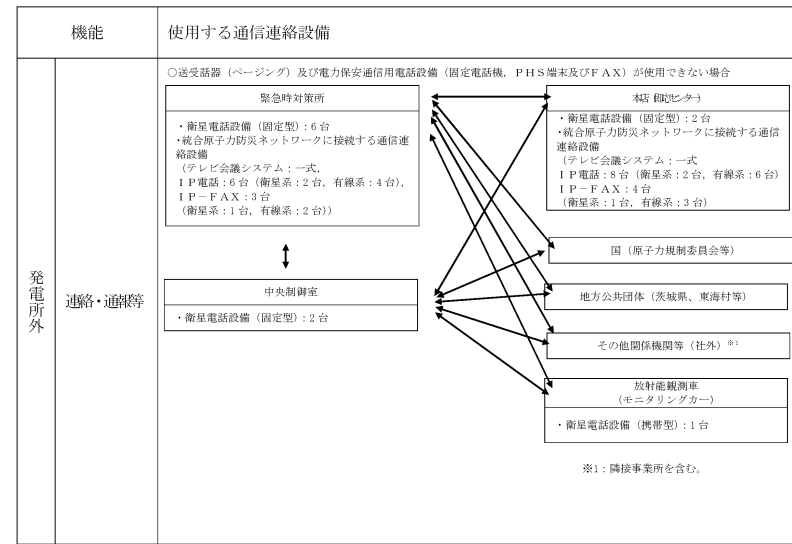 機能
使用する通信連絡設備
発電所外
連絡・通報等
○送受話器（ページング）及び電力保安通信用電話設備（固定電話機，ＰＨＳ端末及びＦＡＸ）が使用できない場合
緊急時対策所
・衛星電話設備（固定型）：6台
・統合原子力防災ネットワークに接続する通信連
絡設備
（テレビ会議システム：一式，
ＩＰ電話：6台（衛星系：2台，有線系：4台），
ＩＰ－ＦＡＸ：3台
（衛星系：1台，有線系：2台））
中央制御室
・衛星電話設備（固定型）：2台
本店（即応センター）
・衛星電話設備（固定型）：2台
・統合原子力防災ネットワークに接続する通信
連絡設備
（テレビ会議システム：一式
ＩＰ電話：8台（衛星系：2台，有線系：6台）
ＩＰ－ＦＡＸ：4台
（衛星系：1台，有線系：3台）
国（原子力規制委員会等）
地方公共団体（茨城県、東海村等）
その他関係機関等（社外）※1
放射能観測車
（モニタリングカー）
・衛星電話設備（携帯型）：1台
※1：隣接事業所を含む。